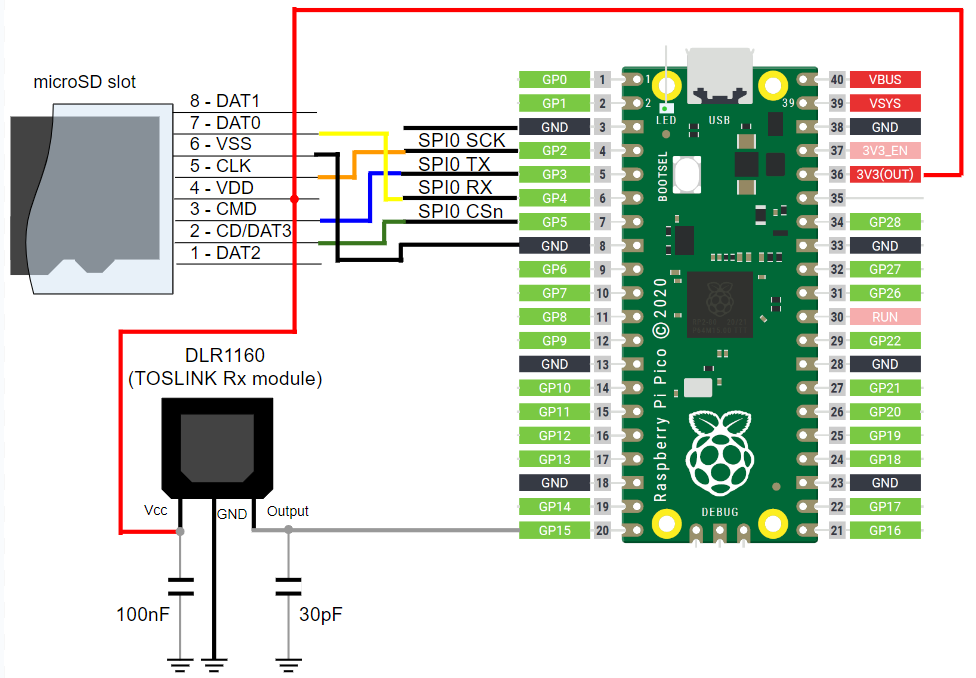 microSD slot
8 - DAT1
7 - DAT0
6 - VSS
5 - CLK
4 - VDD
3 - CMD
2 - CD/DAT3
1 - DAT2
SPI0 SCK
SPI0 TX
SPI0 RX
SPI0 CSn
GP0 1
GP1 2
GND 3
GP2 4
GP3 5
GP4 6
GP5 7
GND 8
GP6 9
GP7 10
GP8 11
GP9 12
GND 13
GP10 14
GP11 15
GP12 16
GP13 17
GND 18
GP14 19
GP15 20
1
2
39
LED
USB
BOOTSEL
Raspberry Pi Pico © 2020
DEBUG
40 VBUS
39 VSYS
38 GND
37 3V3_EN
36 3V3(OUT)
35
34 GP28
33 GND
32 GP27
31 GP26
30 RUN
29 GP22
28 GND
27 GP21
26 GP20
25 GP19
24 GP18
23 GND
22 GP17
21 GP16
DLR1160
(TOSLINK Rx module)
Vcc
GND
Output
100nF
30pF